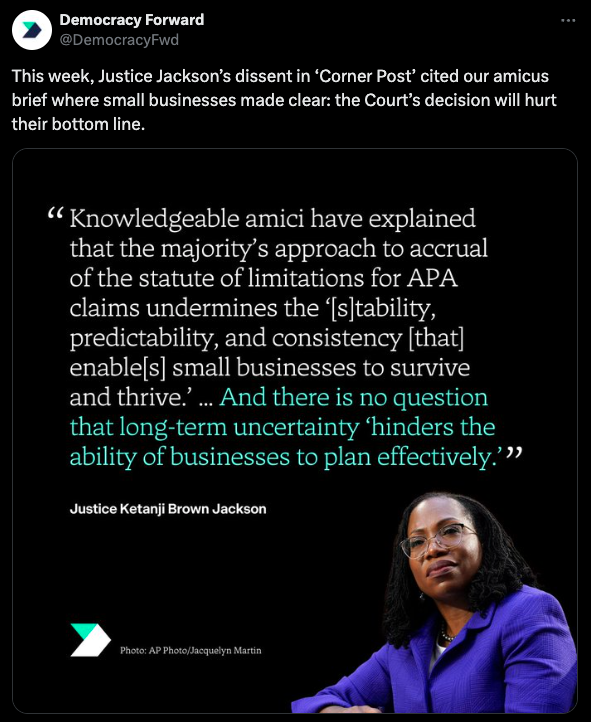 Democracy Forward
@DemocracyFwd
This week, Justice Jackson’s dissent in ‘Corner Post’ cited our amicus
brief where small businesses made clear: the Court’s decision will hurt
their bottom line.
“ Knowledgeable amici have explained
that the majority’s approach to accrual
of the statute of limitations for APA
claims undermines the ‘[s]tability,
predictability, and consistency [that]
enable[s] small businesses to survive
and thrive.’ ... And there is no question
that long-term uncertainty ‘hinders the
ability of businesses to plan effectively.’”
Justice Ketanji Brown Jackson
Photo: AP Photo/Jacquelyn Martin